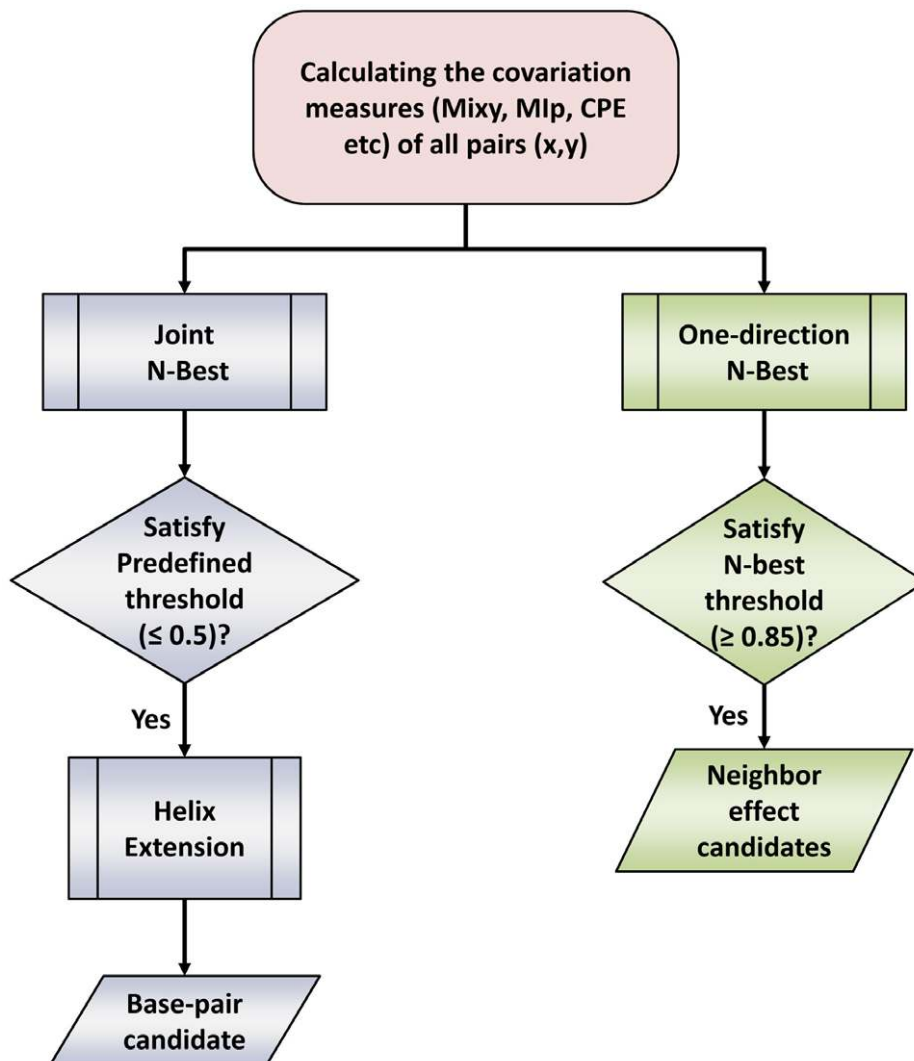 Calculating the covariation
measures (Mixy, MIp, CPE
etc) of all pairs (x,y)
Joint
N-Best
One-direction
N-Best
Satisfy
Predefined
threshold
(≤ 0.5)?
Satisfy
N-best
threshold
(≥ 0.85)?
Yes
Yes
Helix
Extension
Neighbor
effect
candidates
Base-pair
candidate